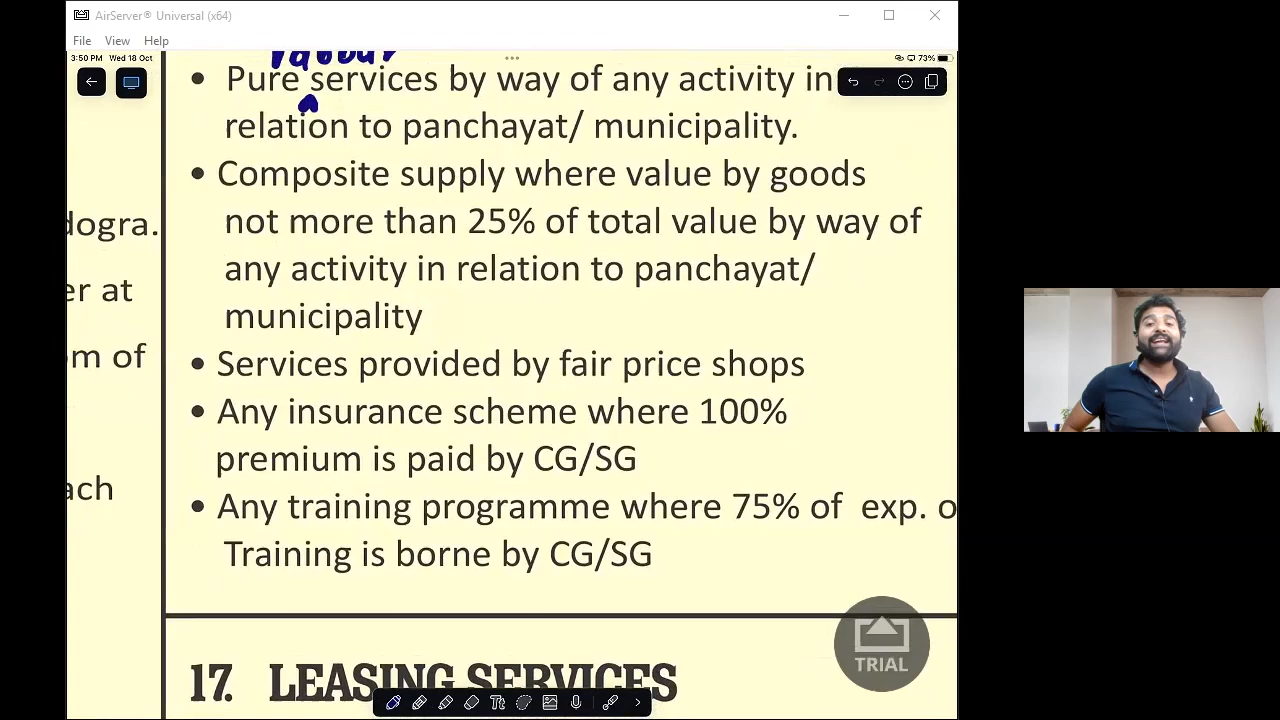 AirServer® Universal (x64)
File View Help
3:50 PM Wed 18 Oct
73%
labour
• Pure services by way of any activity in
relation to panchayat/ municipality.
• Composite supply where value by goods
not more than 25% of total value by way of
any activity in relation to panchayat/
municipality
• Services provided by fair price shops
• Any insurance scheme where 100%
premium is paid by CG/SG
• Any training programme where 75% of exp. o
Training is borne by CG/SG
dogra.
er at
om of
ach
17. LEASING SERVICES
Tt
TRIAL